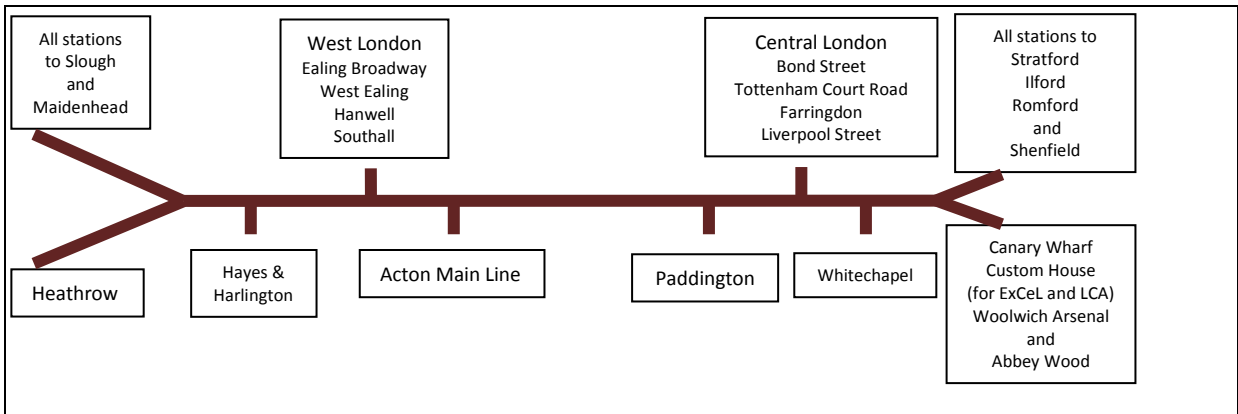 All stations
to Slough
and
Maidenhead
West London
Ealing Broadway
West Ealing
Hanwell
Southall
Central London
Bond Street
Tottenham Court Road
Farringdon
Liverpool Street
All stations to
Stratford
Ilford
Romford
and
Shenfield
Heathrow
Hayes &
Harlington
Acton Main Line
Paddington
Whitechapel
Canary Wharf
Custom House
(for ExCeL and LCA)
Woolwich Arsenal
and
Abbey Wood